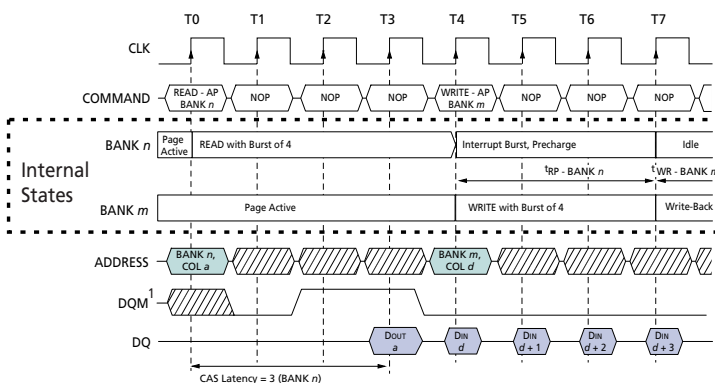 T0 T1 T2 T3 T4 T5 T6 T7
CLK
COMMAND
READ - AP
BANK n
NOP
NOP
NOP
WRITE - AP
BANK m
NOP
NOP
NOP
Internal
States
BANK n
Page
Active
READ with Burst of 4
Interrupt Burst, Precharge
Idle
tRP - BANK n
tWR - BANK m
BANK m
Page Active
WRITE with Burst of 4
Write-Back
ADDRESS
BANK n,
COL a
BANK m,
COL d
DQM1
DQ
DOUT
a
DIN
d
DIN
d + 1
DIN
d + 2
DIN
d + 3
CAS Latency = 3 (BANK n)